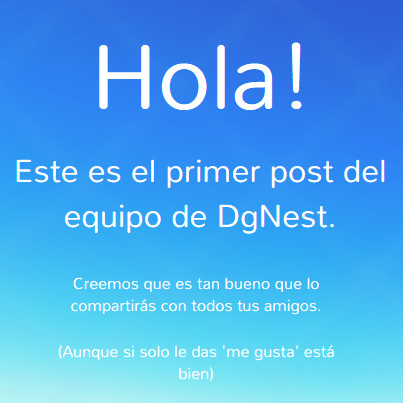 Hola!
Este es el primer post del
equipo de DgNest.
Creemos que es tan bueno que lo
compartirás con todos tus amigos.
(Aunque si solo le das 'me gusta' está
bien)